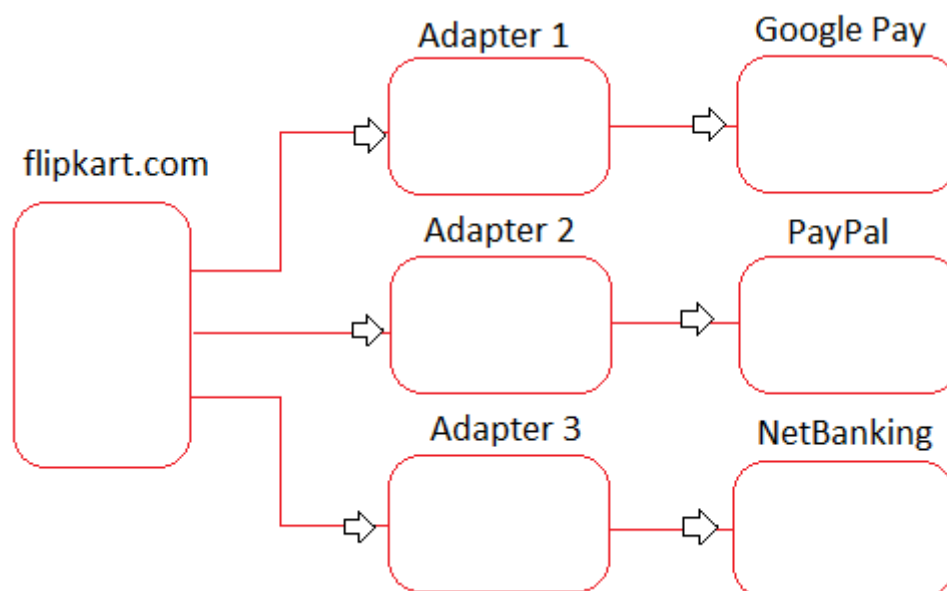 flipkart.com
Adapter 1
Google Pay
Adapter 2
PayPal
Adapter 3
NetBanking